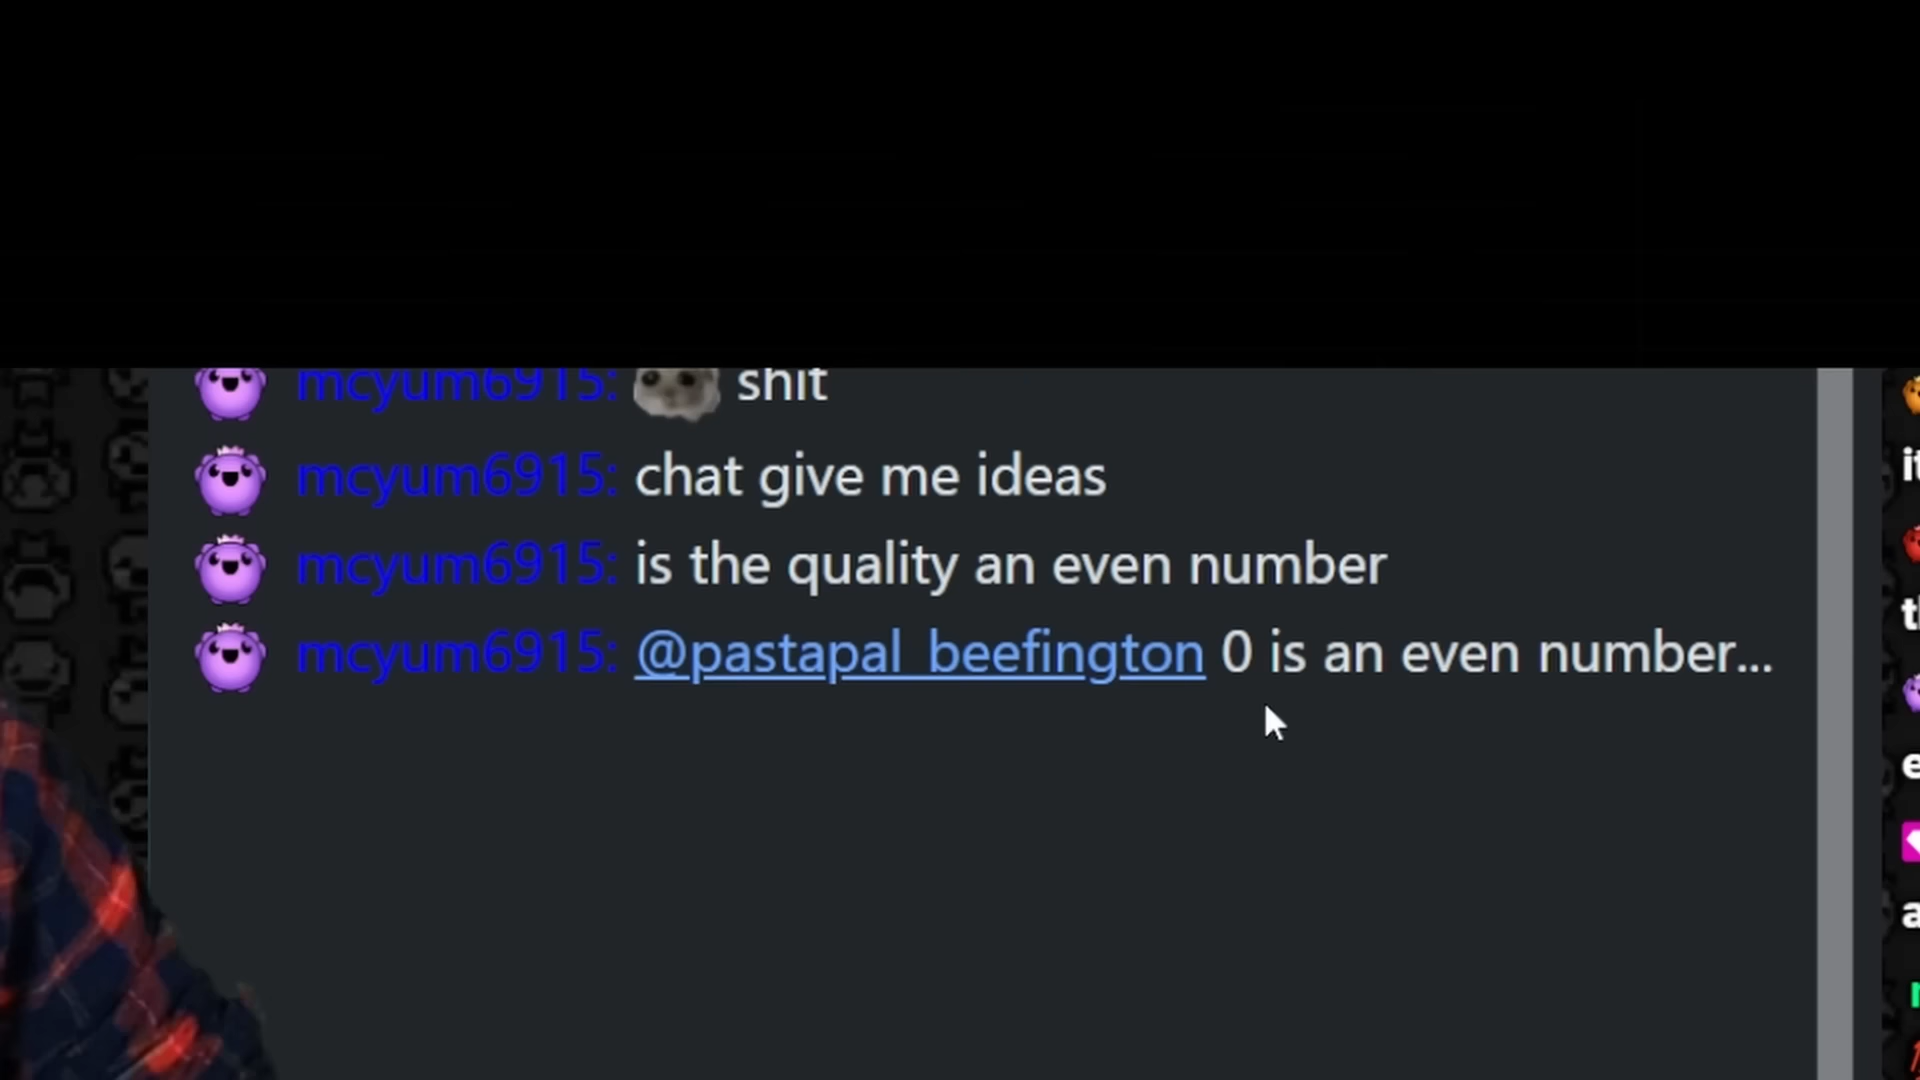 mcyum6915: shit
mcyum6915: chat give me ideas
mcyum6915: is the quality an even number
mcyum6915: @pastapal_beefington 0 is an even number...